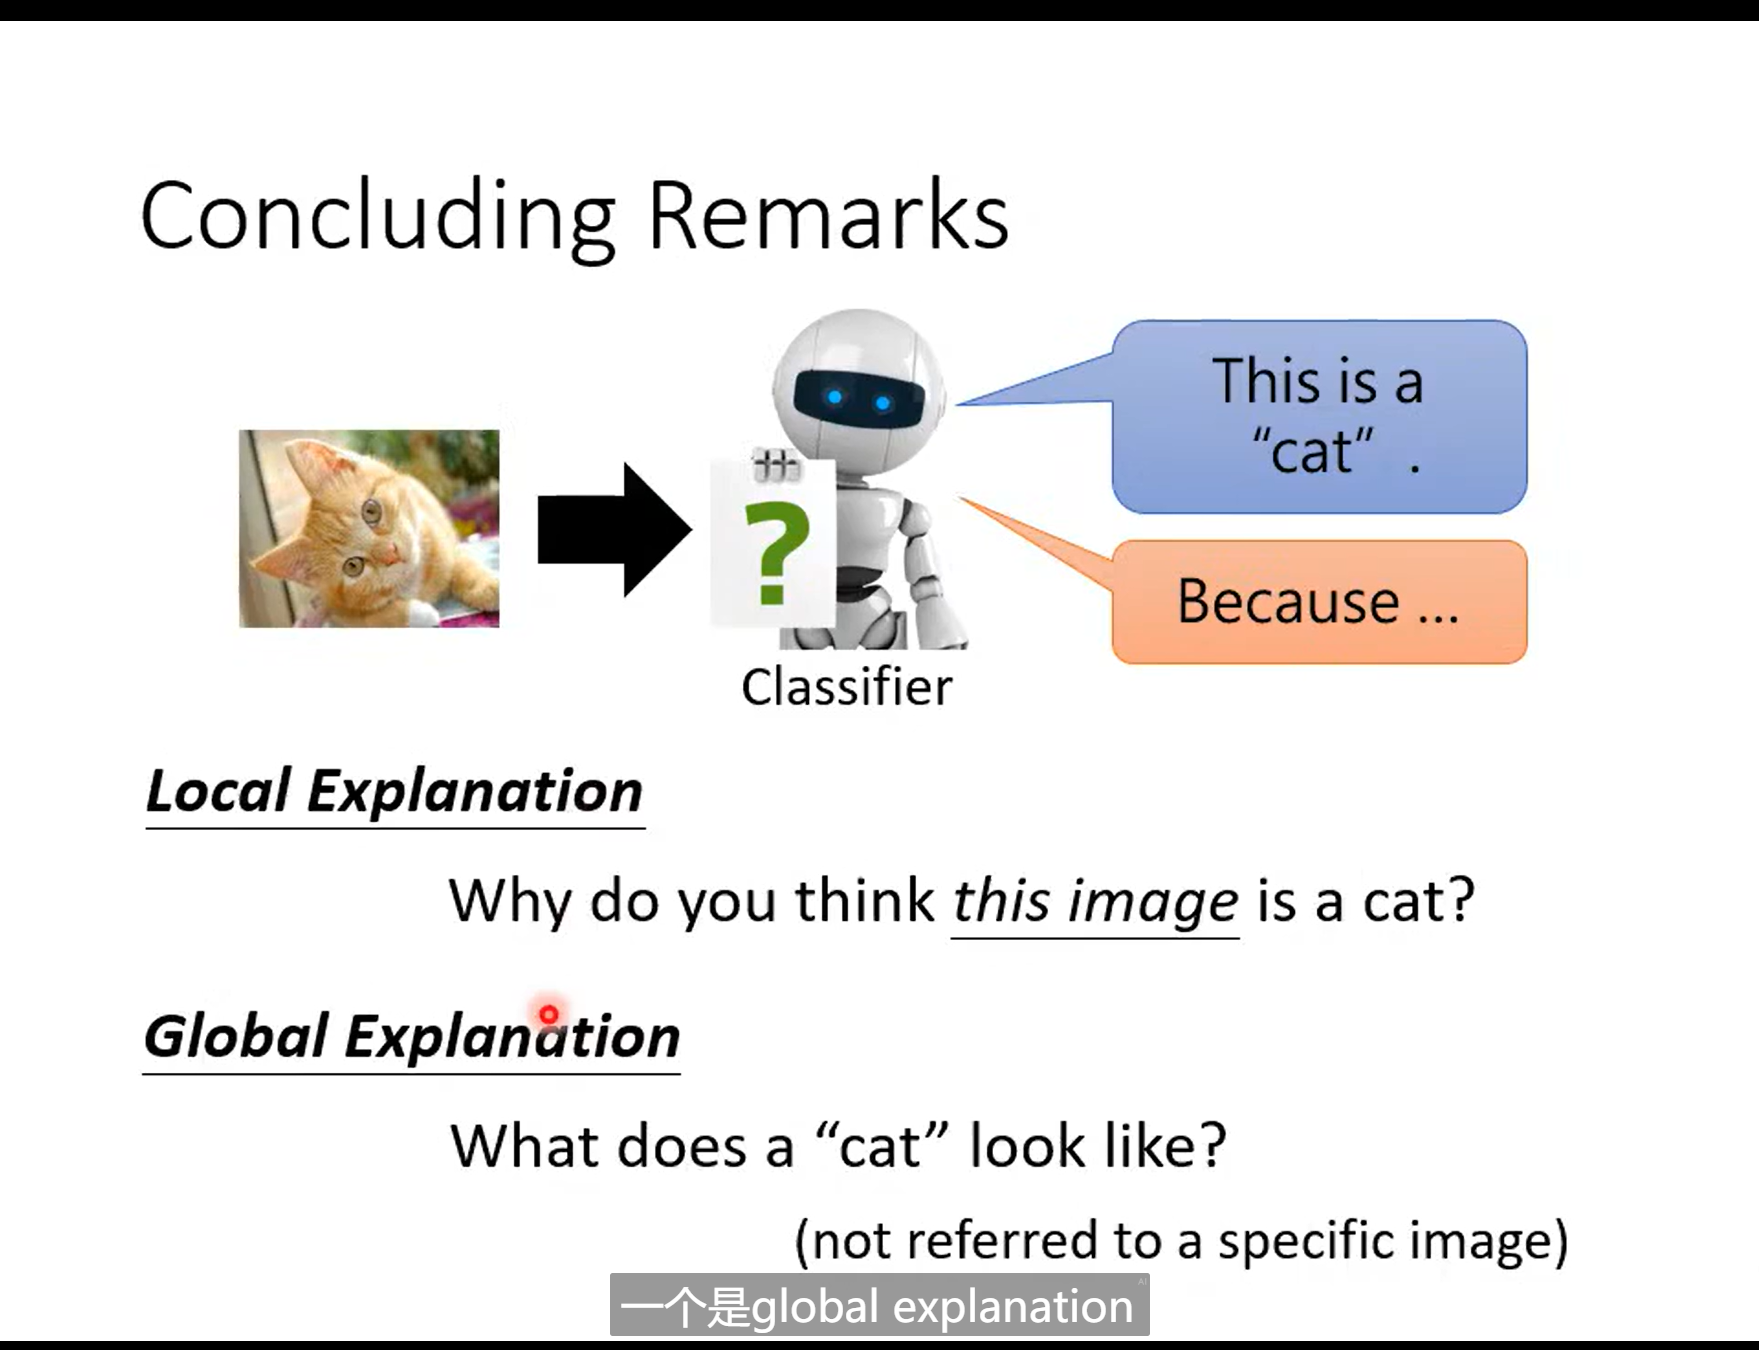 Concluding Remarks
This is a
“cat” .
?
Because ...
Classifier
Local Explanation
Why do you think this image is a cat?
Global Explanation
What does a “cat” look like?
(not referred to a specific image)
AI
一个是global explanation